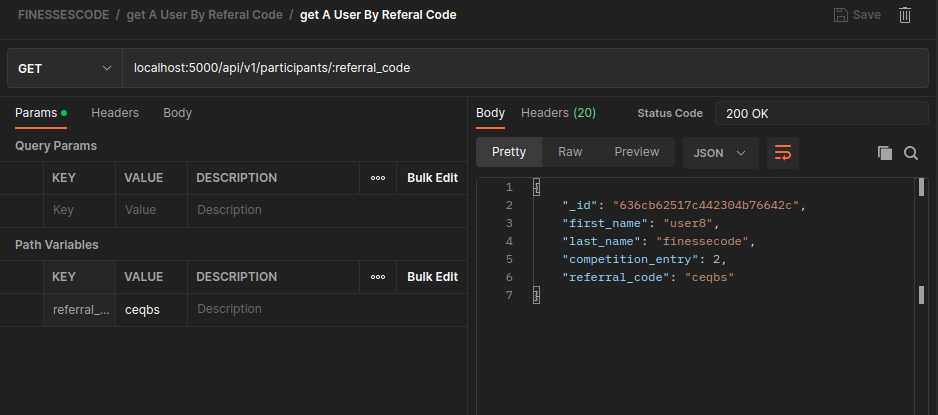 FINESSESCODE / get A User By Referal Code / get A User By Referal Code
Save
GET
localhost:5000/api/v1/participants/:referral_code
Params
Headers
Body
Query Params
KEY VALUE DESCRIPTION ooo Bulk Edit
Key Value Description
Path Variables
KEY VALUE DESCRIPTION ooo Bulk Edit
referral_... ceqbs Description
Body Headers (20) Status Code 200 OK
Pretty Raw Preview JSON
1 {
2 "_id": "636cb62517c442304b76642c",
3 "first_name": "user8",
4 "last_name": "finessecode",
5 "competition_entry": 2,
6 "referral_code": "ceqbs"
7 }